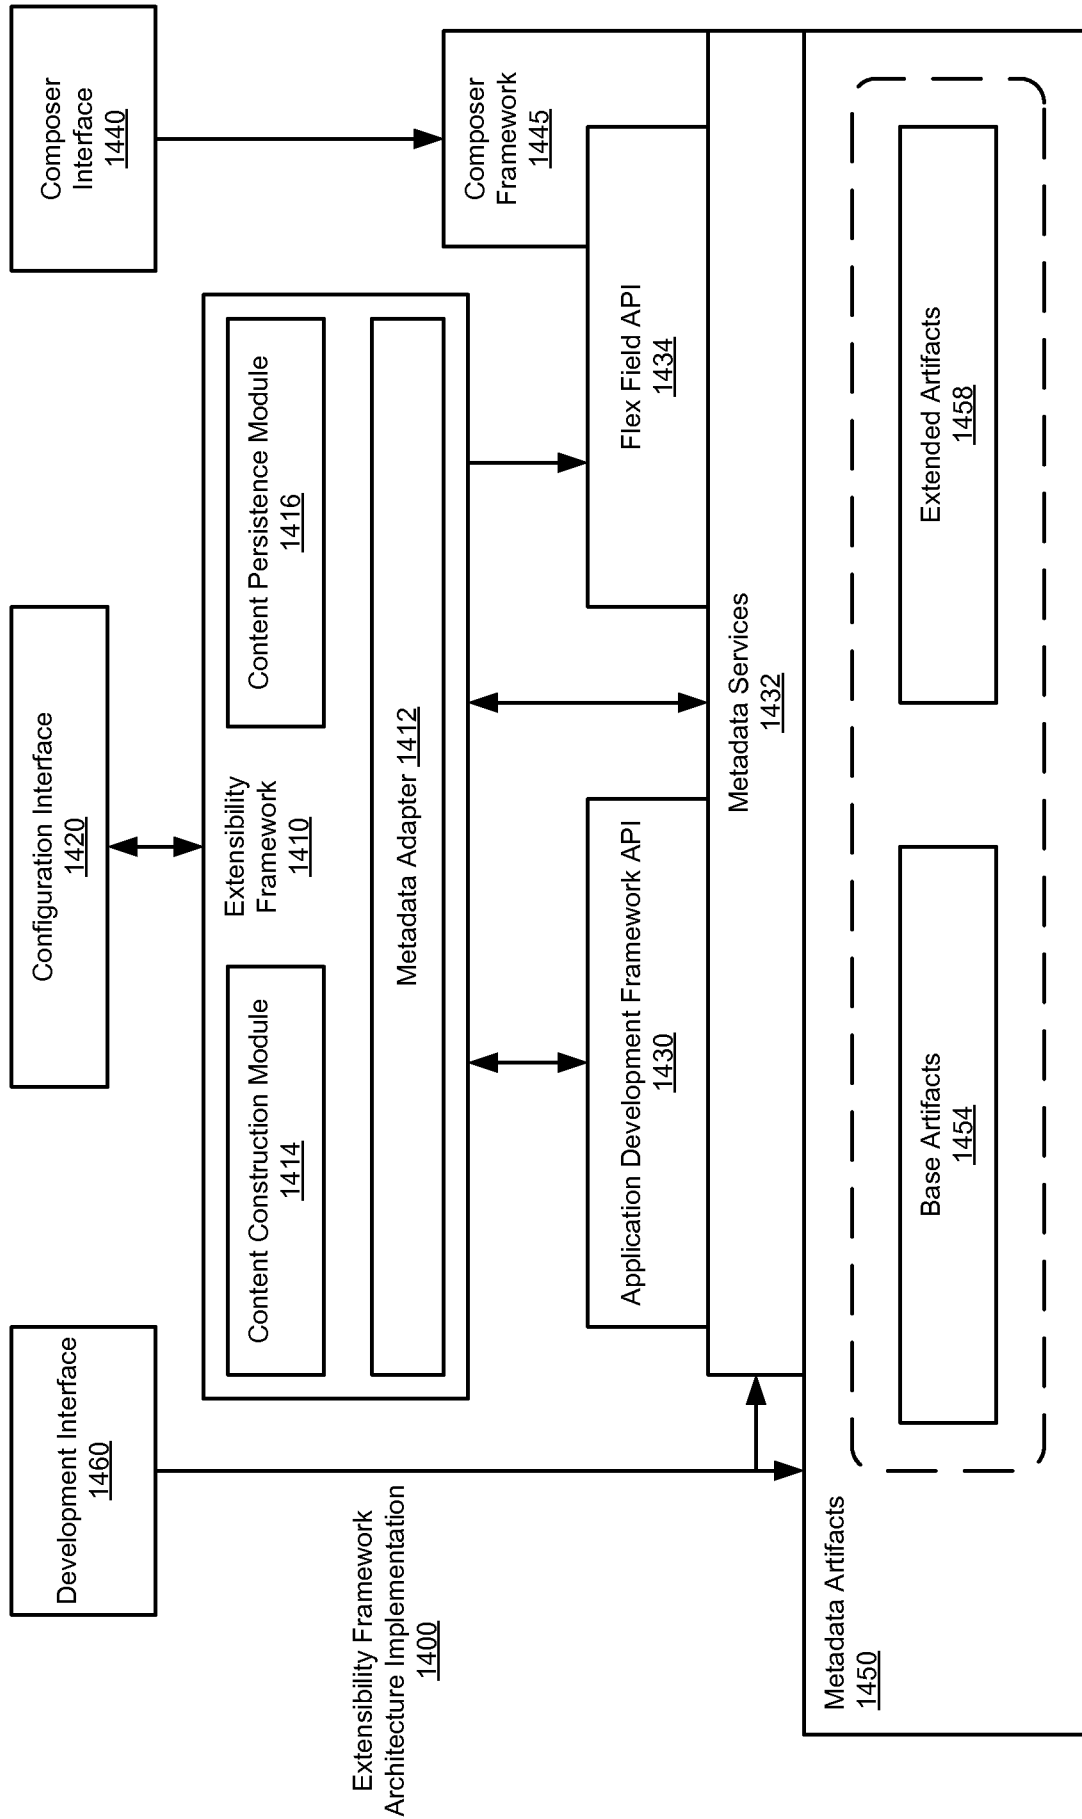 Development Interface
1460
Configuration Interface
1420
Composer
Interface
1440
Content Construction Module
1414
Extensibility
Framework
1410
Content Persistence Module
1416
Metadata Adapter 1412
Extensibility Framework
Architecture Implementation
1400
Composer
Framework
1445
Application Development Framework API
1430
Flex Field API
1434
Metadata Services
1432
Metadata Artifacts
1450
Base Artifacts
1454
Extended Artifacts
1458